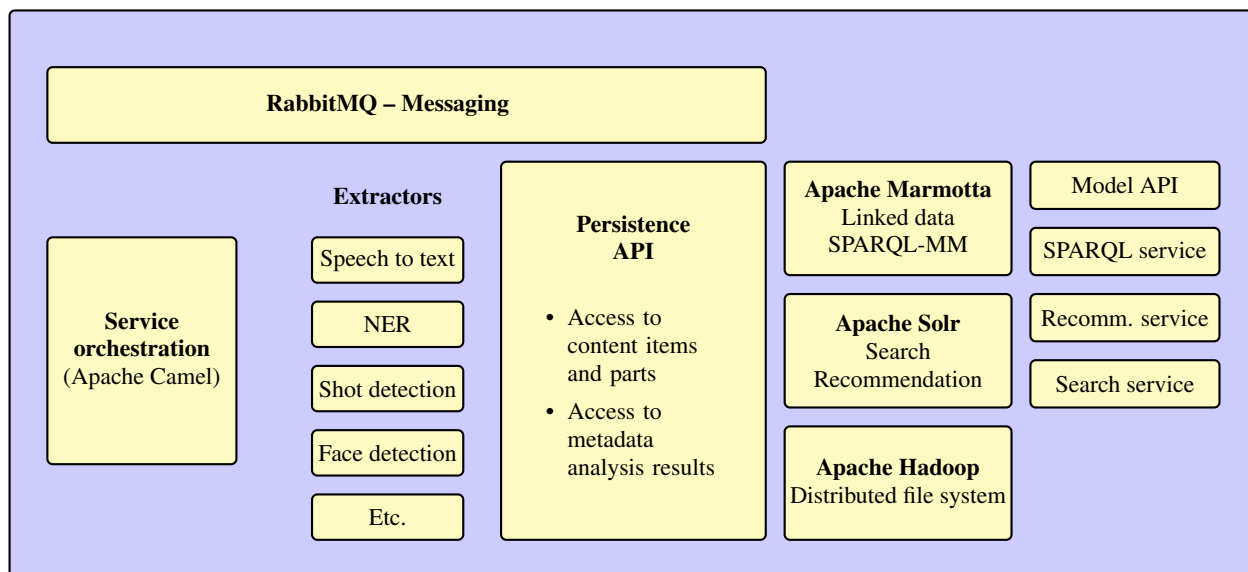 RabbitMQ – Messaging
Service
orchestration
(Apache Camel)
Extractors
Speech to text
NER
Shot detection
Face detection
Etc.
Persistence
API
• Access to
content items
and parts
• Access to
metadata
analysis results
Apache Marmotta
Linked data
SPARQL-MM
Apache Solr
Search
Recommendation
Apache Hadoop
Distributed file system
Model API
SPARQL service
Recomm. service
Search service